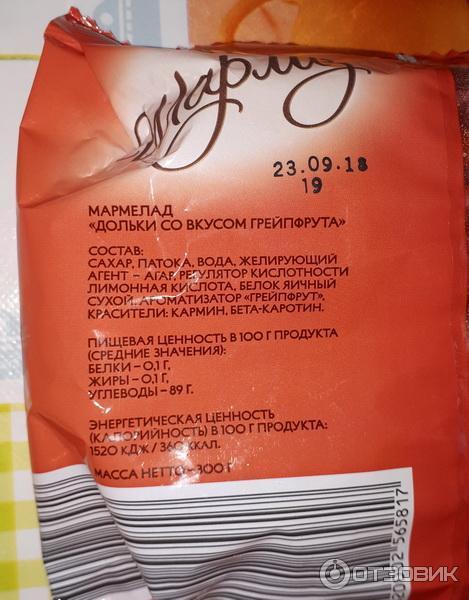 23.09.18
19
МАРМЕЛАД
«ДОЛЬКИ СО ВКУСОМ ГРЕЙПФРУТА»
СОСТАВ:
САХАР, ПАТОКА, ВОДА, ЖЕЛИРУЮЩИЙ
АГЕНТ – АГАР, РЕГУЛЯТОР КИСЛОТНОСТИ
ЛИМОННАЯ КИСЛОТА, БЕЛОК ЯИЧНЫЙ
СУХОЙ, АРОМАТИЗАТОР «ГРЕЙПФРУТ»,
КРАСИТЕЛИ: КАРМИН, БЕТА-КАРОТИН.
ПИЩЕВАЯ ЦЕННОСТЬ В 100 Г ПРОДУКТА
(СРЕДНИЕ ЗНАЧЕНИЯ):
БЕЛКИ – 0,1 Г,
ЖИРЫ – 0,1 Г,
УГЛЕВОДЫ – 89 Г.
ЭНЕРГЕТИЧЕСКАЯ ЦЕННОСТЬ
(КАЛОРИЙНОСТЬ) В 100 Г ПРОДУКТА:
1520 КДЖ / 360 ККАЛ.
МАССА НЕТТО – 300 Г
565817
ОТЗОВИК